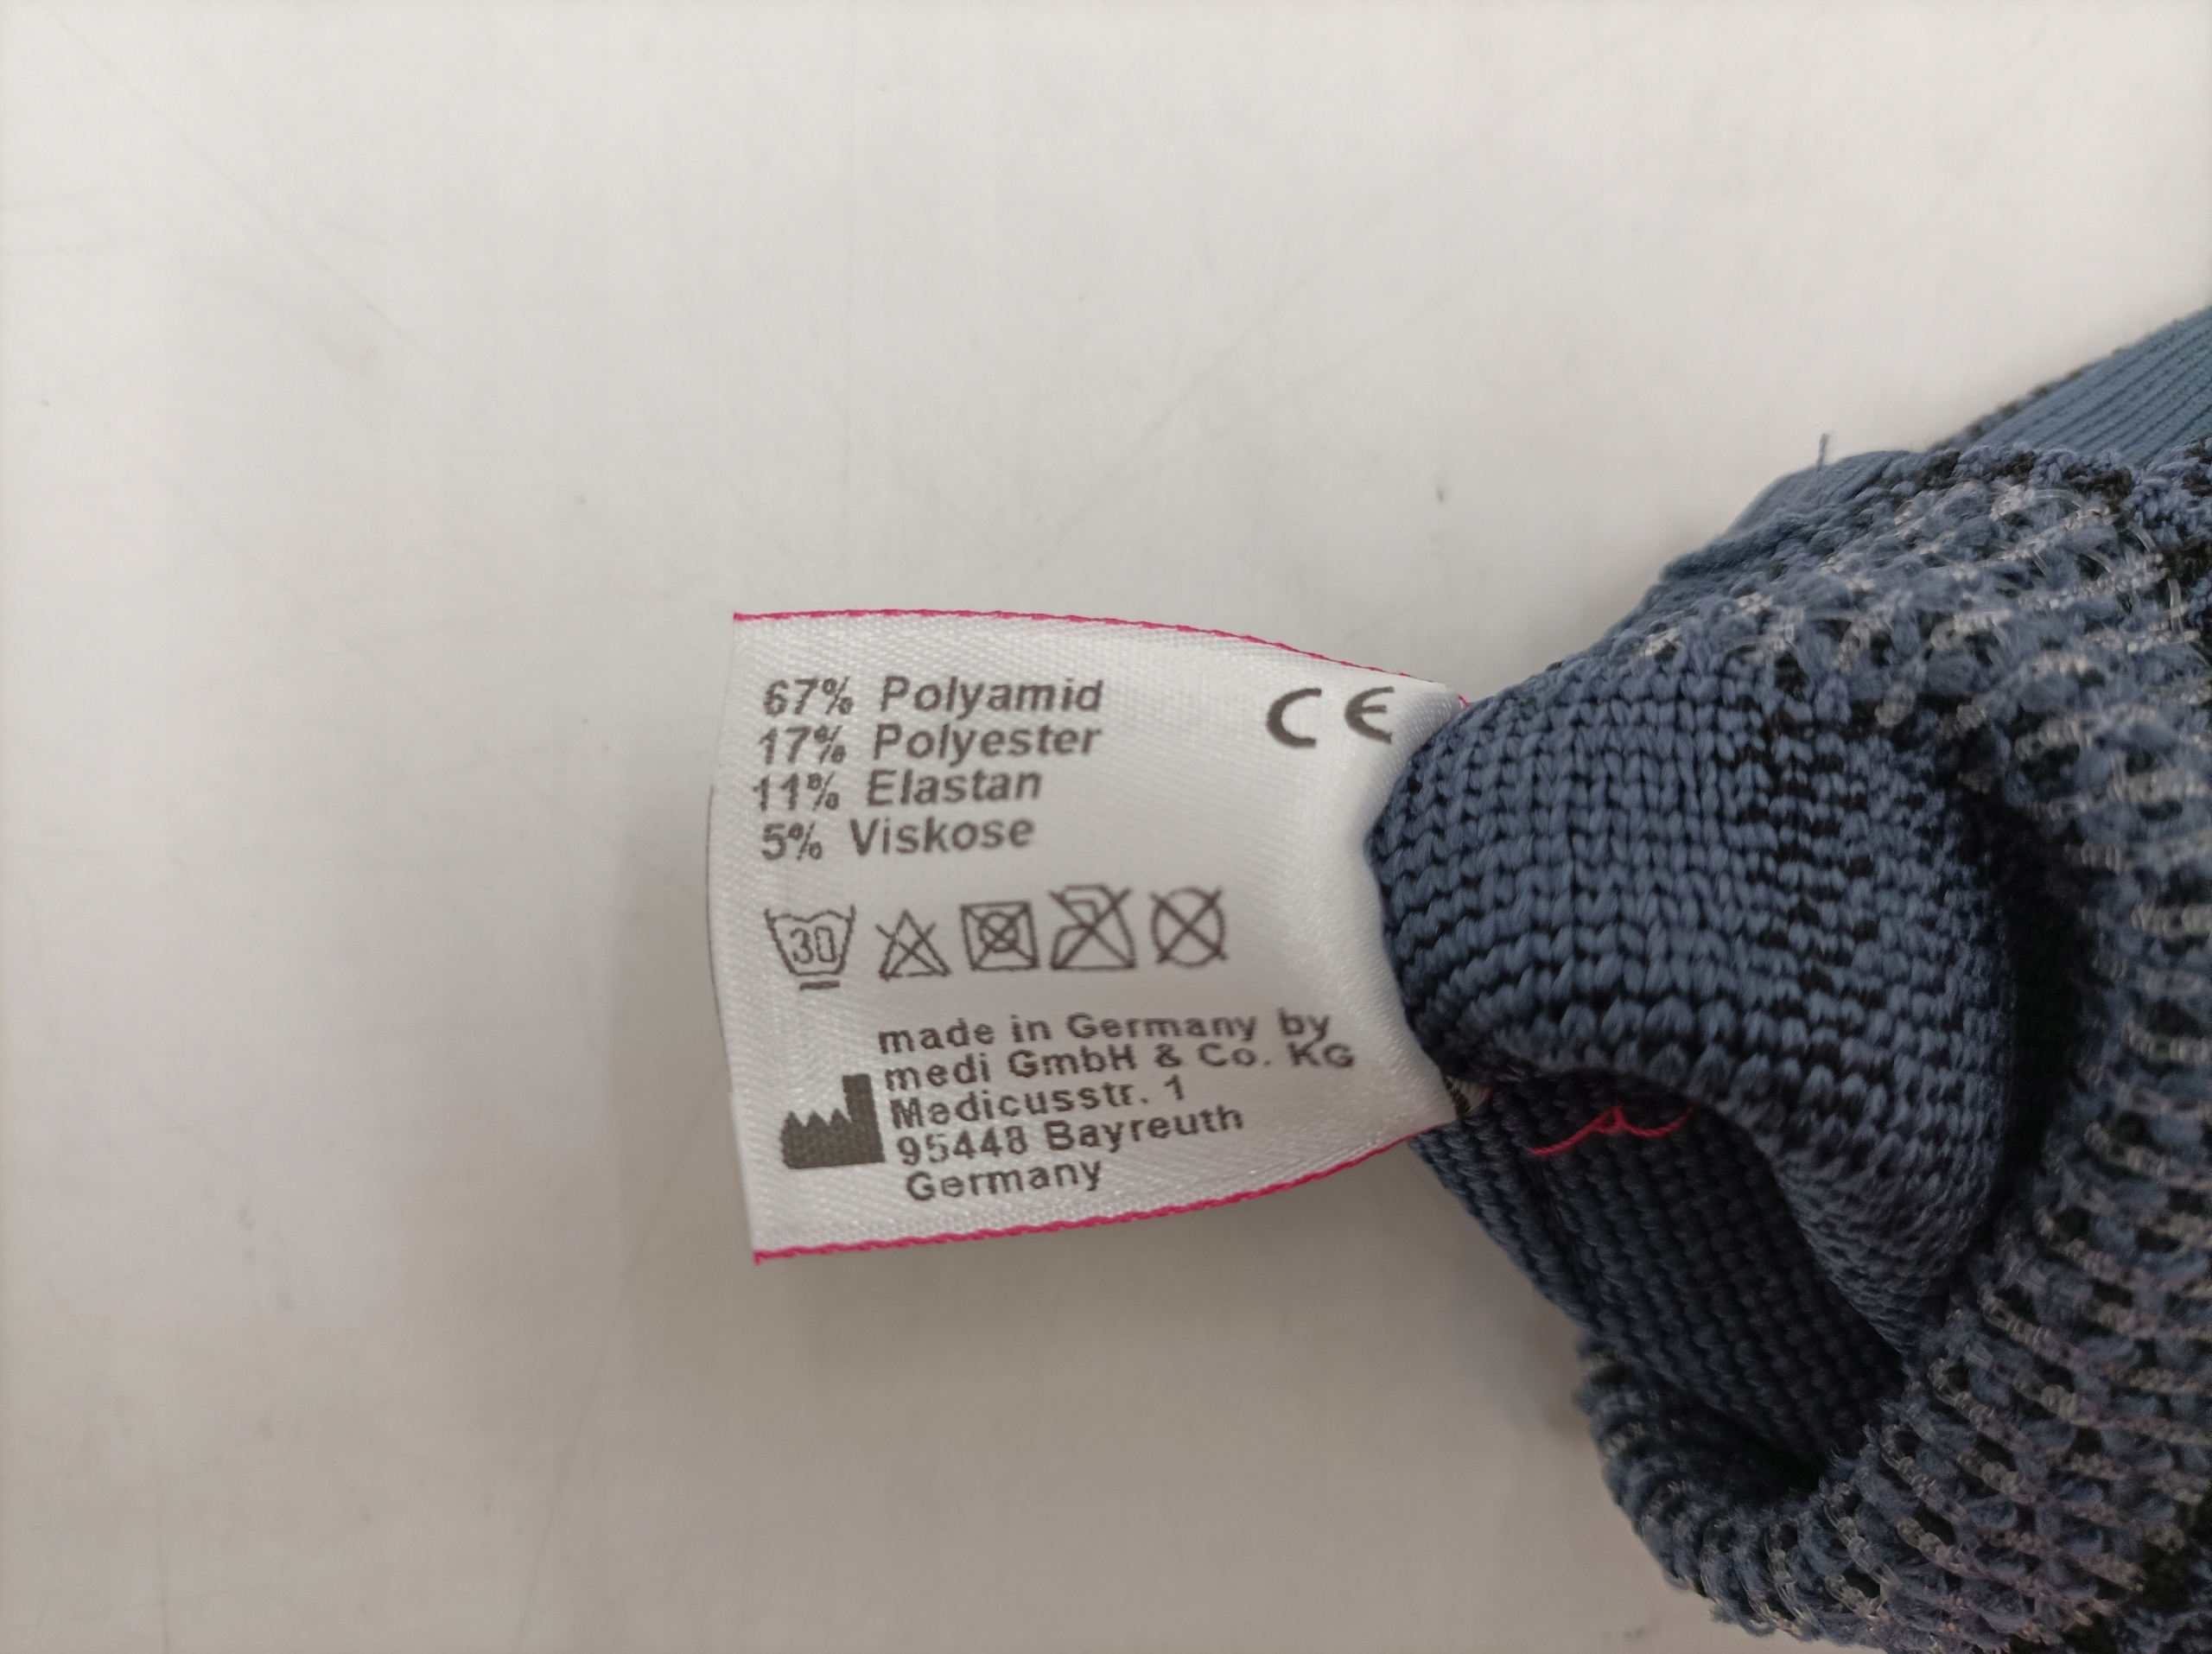 67% Polyamid
17% Polyester
11% Elastan
5% Viskose
CE
30
made in Germany by
medi GmbH & Co. KG
Medicusstr. 1
95448 Bayreuth
Germany